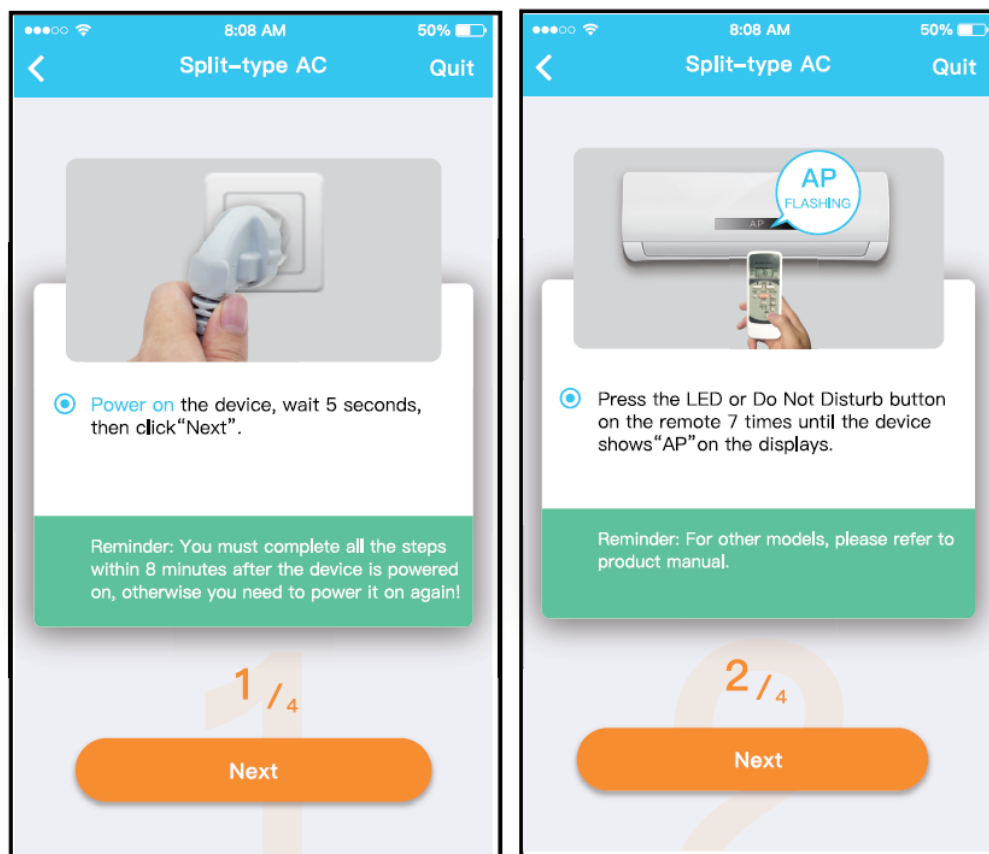 8:08 AM
50%
Split-type AC
Quit
Power on the device, wait 5 seconds,
then click“Next”.
Reminder: You must complete all the steps
within 8 minutes after the device is powered
on, otherwise you need to power it on again!
1
1/4
Next
8:08 AM
50%
Split-type AC
Quit
AP
FLASHING
AP
Press the LED or Do Not Disturb button
on the remote 7 times until the device
shows“AP”on the displays.
Reminder: For other models, please refer to
product manual.
2
2/4
Next